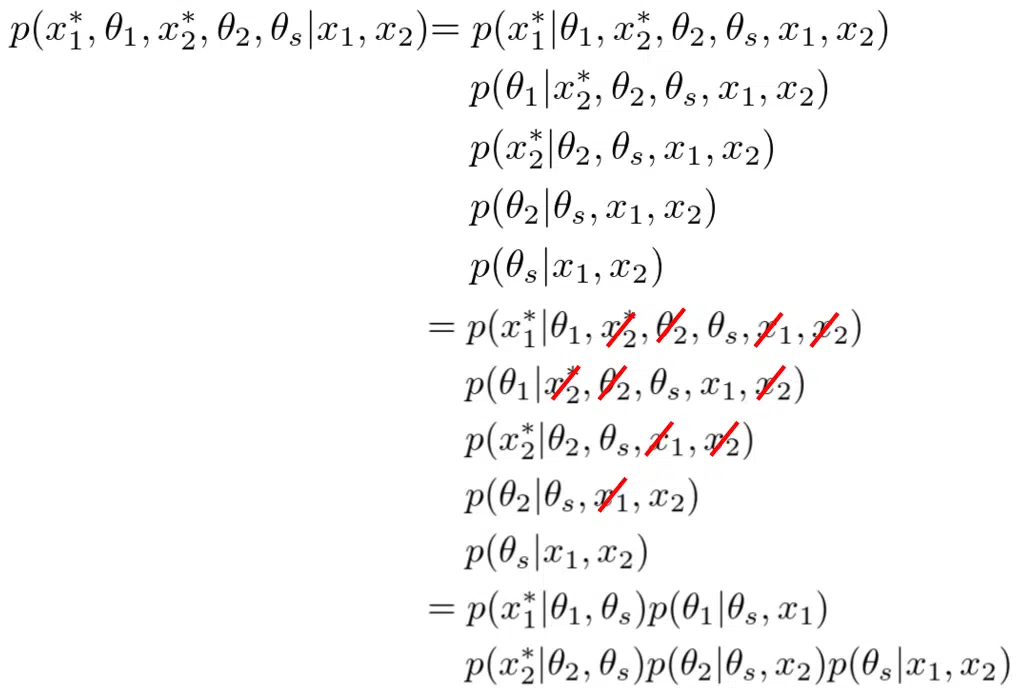 p(x₁*, θ₁, x₂*, θ₂, θₛ|x₁, x₂)= p(x₁*|θ₁, x₂*, θ₂, θₛ, x₁, x₂)
p(θ₁|x₂*, θ₂, θₛ, x₁, x₂)
p(x₂*|θ₂, θₛ, x₁, x₂)
p(θ₂|θₛ, x₁, x₂)
p(θₛ|x₁, x₂)
= p(x₁*|θ₁, x₂*, θ₂, θₛ, x₁, x₂)
p(θ₁|x₂*, θ₂, θₛ, x₁, x₂)
p(x₂*|θ₂, θₛ, x₁, x₂)
p(θ₂|θₛ, x₁, x₂)
p(θₛ|x₁, x₂)
= p(x₁*|θ₁, θₛ)p(θ₁|θₛ, x₁)
p(x₂*|θ₂, θₛ)p(θ₂|θₛ, x₂)p(θₛ|x₁, x₂)